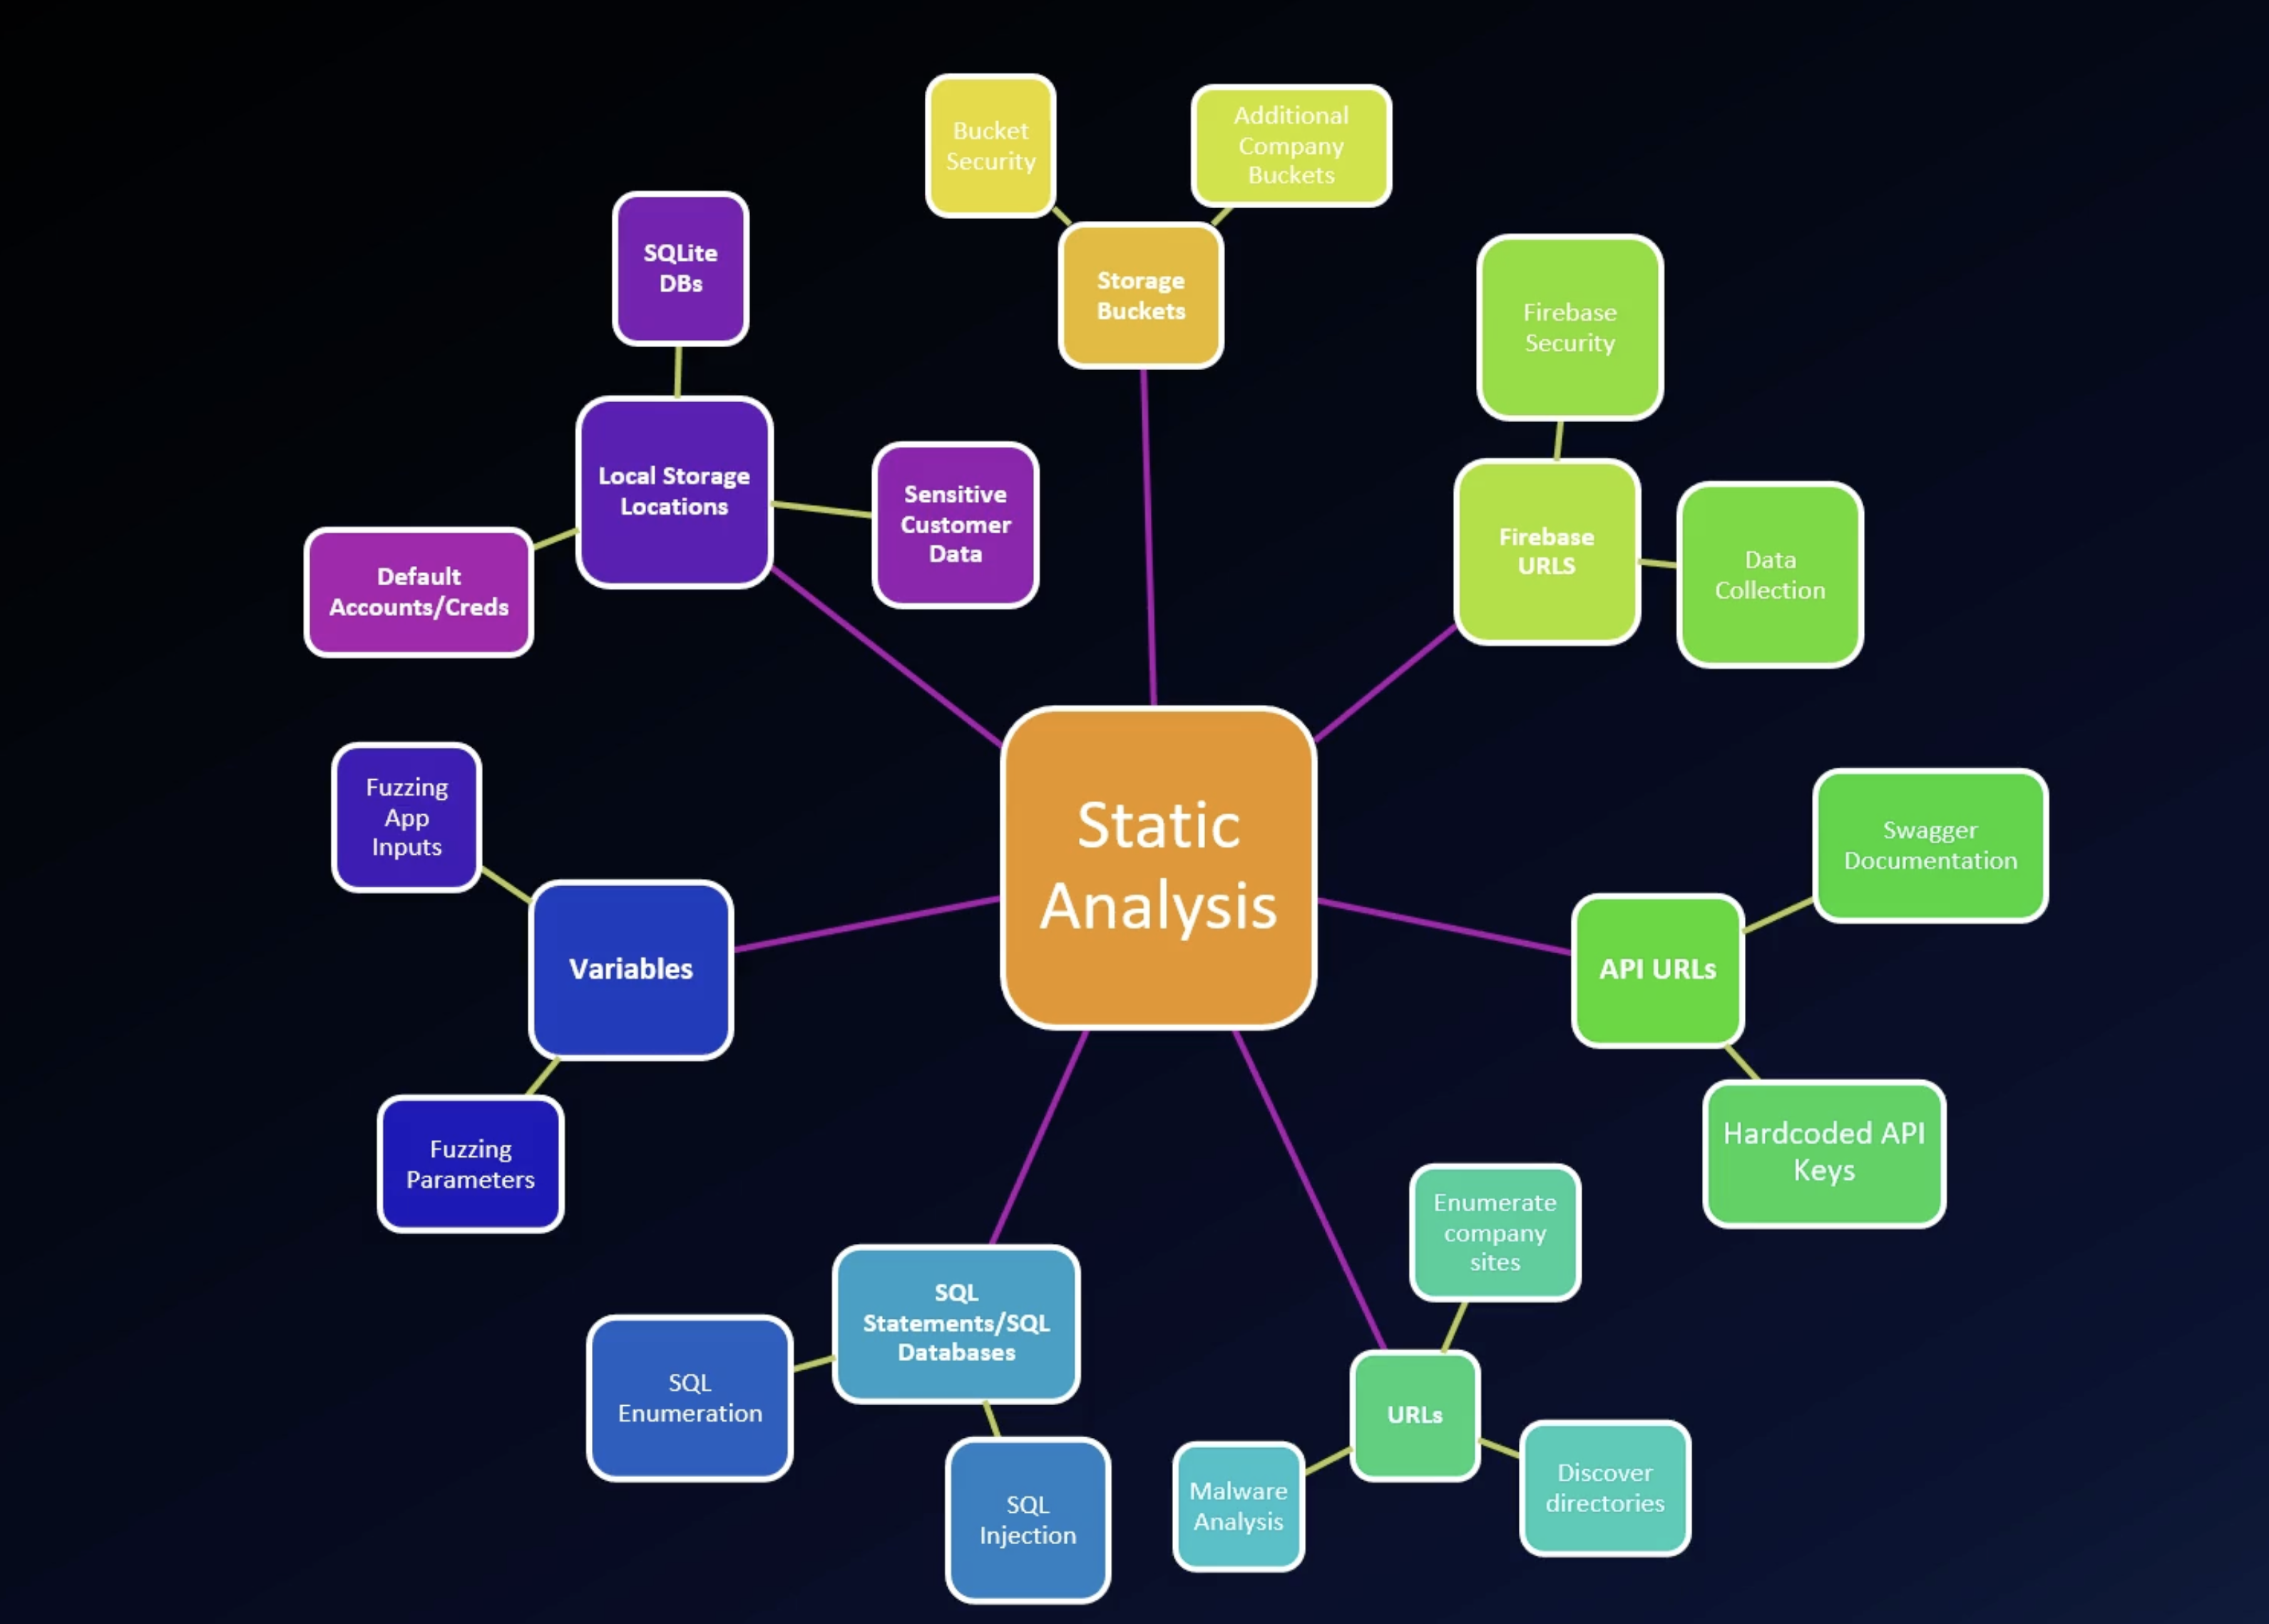 Bucket
Security
Additional
Company
Buckets
Storage
Buckets
SQLite
DBs
Local Storage
Locations
Sensitive
Customer
Data
Default
Accounts/Creds
Firebase
Security
Firebase
URLS
Data
Collection
Static
Analysis
Fuzzing
App
Inputs
Variables
Fuzzing
Parameters
Swagger
Documentation
API URLs
Hardcoded API
Keys
SQL
Statements/SQL
Databases
SQL
Enumeration
SQL
Injection
Enumerate
company
sites
URLs
Malware
Analysis
Discover
directories